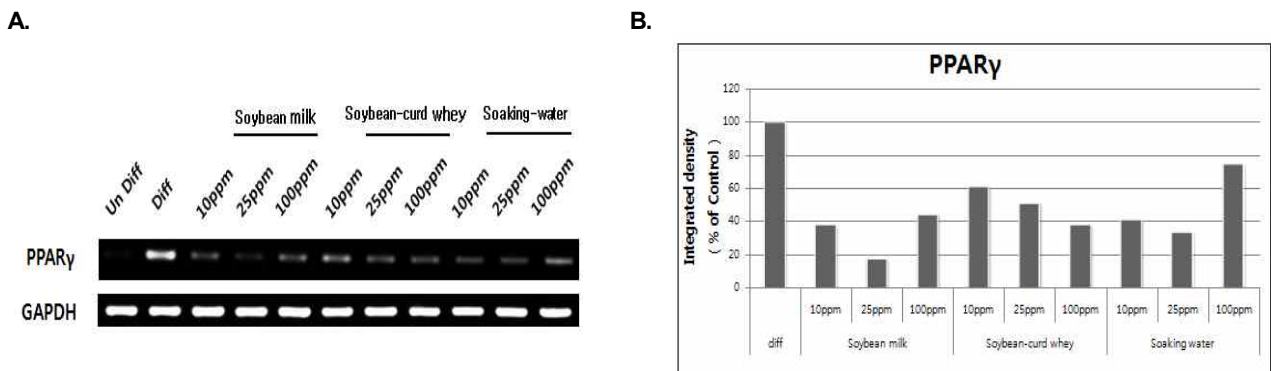 A.
Soybean milk
Soybean-curd whey
Soaking-water
Un Diff
Diff
10ppm
25ppm
100ppm
10ppm
25ppm
100ppm
10ppm
25ppm
100ppm
PPARγ
GAPDH
B.
PPARγ
Integrated density
( % of Control )
120
100
80
60
40
20
0
10ppm 25ppm 100ppm 10ppm 25ppm 100ppm 10ppm 25ppm 100ppm
diff Soybean milk Soybean-curd whey Soaking water